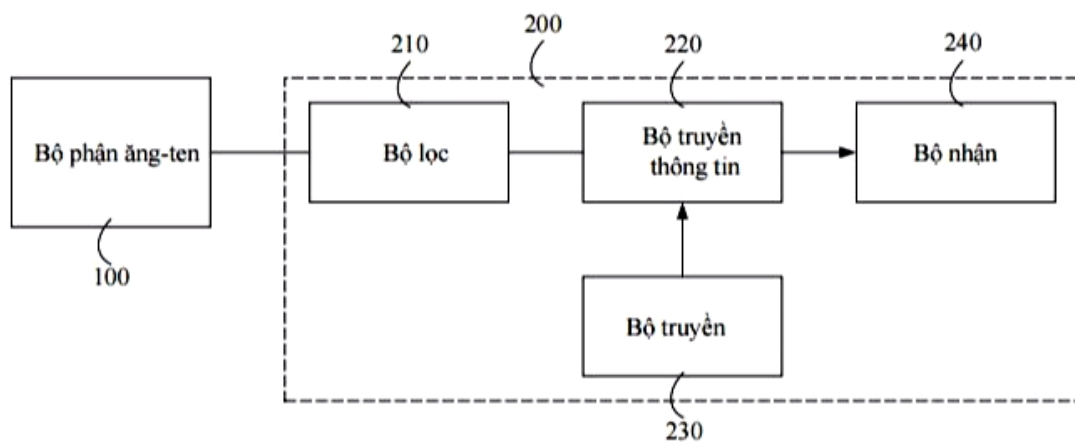 200
210
220
240
Bộ phận ăng-ten
Bộ lọc
Bộ truyền
thông tin
Bộ nhận
100
Bộ truyền
230